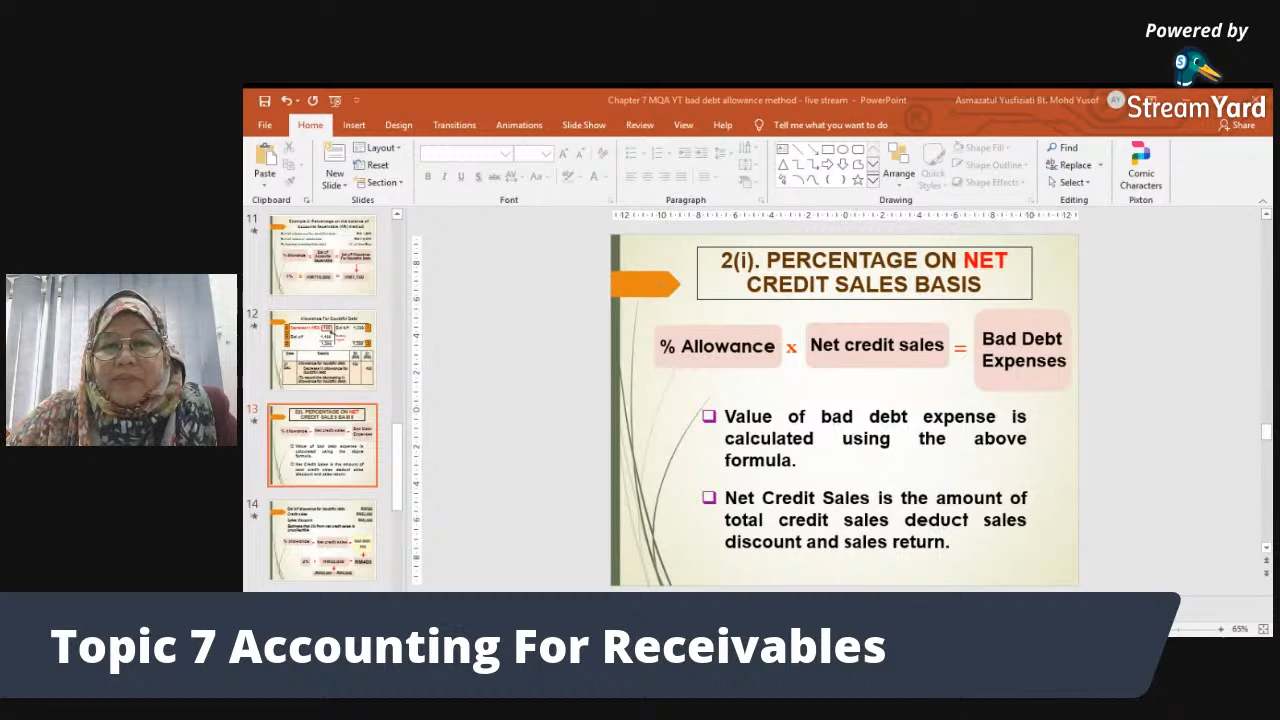 Powered by
StreamYard
Chapter 7 MQA YT bad debt allowance method - live stream - PowerPoint
Asmazatul Yusfiziati Bt. Mohd Yusof
AY
File
Home
Insert
Design
Transitions
Animations
Slide Show
Review
View
Help
Tell me what you want to do
Share
Paste
Clipboard
New
Slide
Layout
Reset
Section
Slides
Font
Paragraph
Arrange
Quick
Styles
Shape Fill
Shape Outline
Shape Effects
Drawing
Find
Replace
Select
Editing
Comic
Characters
Pixton
11
12
Allowance For Doubtful Debt
13
14
2(i). PERCENTAGE ON NET
CREDIT SALES BASIS
% Allowance x Net credit sales = Bad Debt
Expenses
Value of bad debt expense is
calculated using the above
formula.
Net Credit Sales is the amount of
total credit sales deduct sales
discount and sales return.
65%
Topic 7 Accounting For Receivables